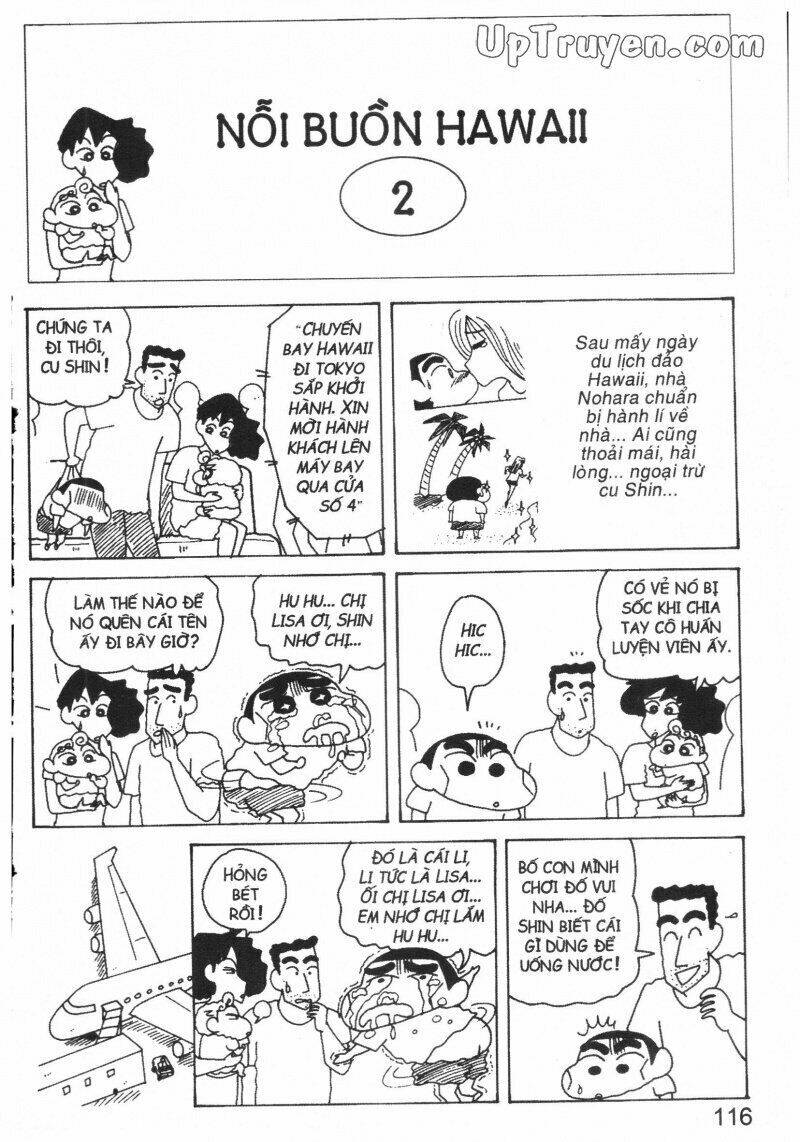 UpTruyen.com
NỖI BUỒN HAWAII
2
Sau mấy ngày
du lịch đảo
Hawaii, nhà
Nohara chuẩn
bị hành lí về
nhà... Ai cũng
thoải mái, hài
lòng... ngoại trừ
cu Shin...
"CHUYẾN
BAY HAWAII
ĐI TOKYO
SẮP KHỞI
HÀNH. XIN
MỜI HÀNH
KHÁCH LÊN
MÁY BAY
QUA CỬA
SỐ 4"
CHÚNG TA
ĐI THÔI,
CU SHIN!
CÓ VẺ NÓ BỊ
SỐC KHI CHIA
TAY CÔ HUẤN
LUYỆN VIÊN ẤY.
HIC
HIC...
HU HU... CHỊ
LISA ƠI, SHIN
NHỚ CHỊ...
LÀM THẾ NÀO ĐỂ
NÓ QUÊN CÁI TÊN
ẤY ĐI BÂY GIỜ?
BỐ CON MÌNH
CHƠI ĐỐ VUI
NHA... ĐỐ
SHIN BIẾT CÁI
GÌ DÙNG ĐỂ
UỐNG NƯỚC!
ĐÓ LÀ CÁI LI,
LI TỨC LÀ LISA...
ÔI CHỊ LISA ƠI...
EM NHỚ CHỊ LẮM
HU HU...
HỎNG
BÉT
RỒI!
116